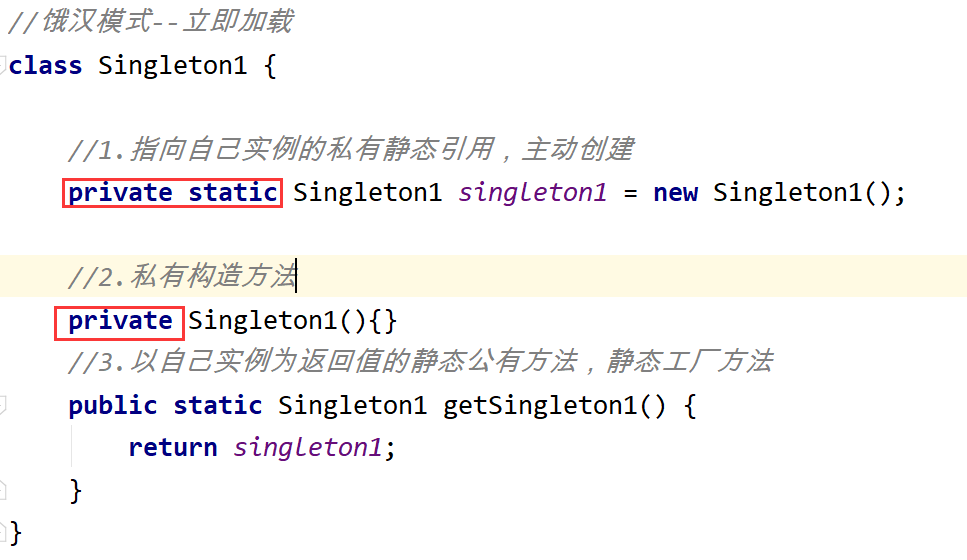 //饿汉模式--立即加载
class Singleton1 {
//1.指向自己实例的私有静态引用，主动创建
private static Singleton1 singleton1 = new Singleton1();
//2.私有构造方法
private Singleton1(){}
//3.以自己实例为返回值的静态公有方法，静态工厂方法
public static Singleton1 getSingleton1() {
return singleton1;
}
}